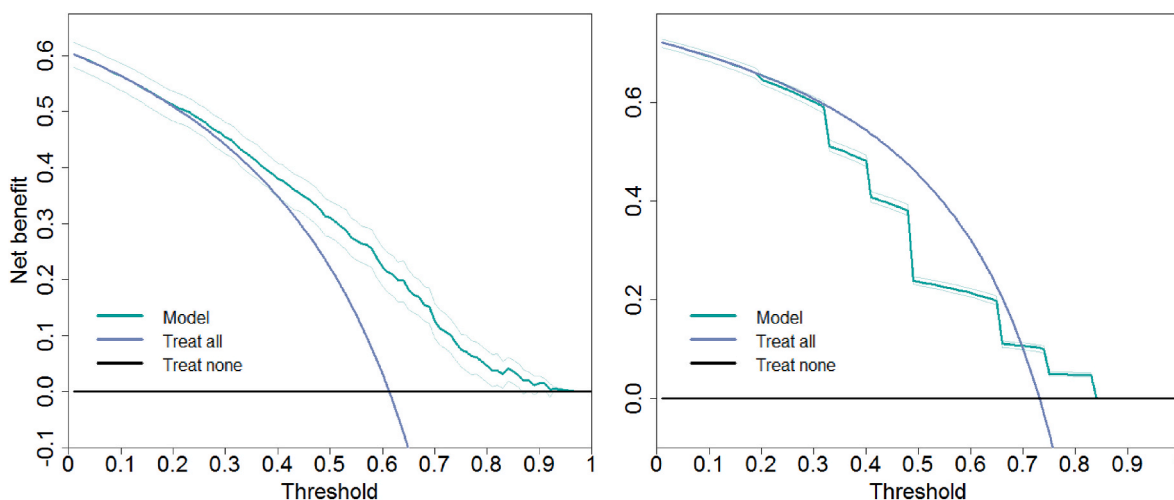 Net benefit
0.6
0.5
0.4
0.3
0.2
0.1
0.0
-0.1
Model
Treat all
Treat none
0 0.1 0.2 0.3 0.4 0.5 0.6 0.7 0.8 0.9 1
Threshold
0.6
0.4
0.2
0.0
Model
Treat all
Treat none
0 0.1 0.2 0.3 0.4 0.5 0.6 0.7 0.8 0.9
Threshold